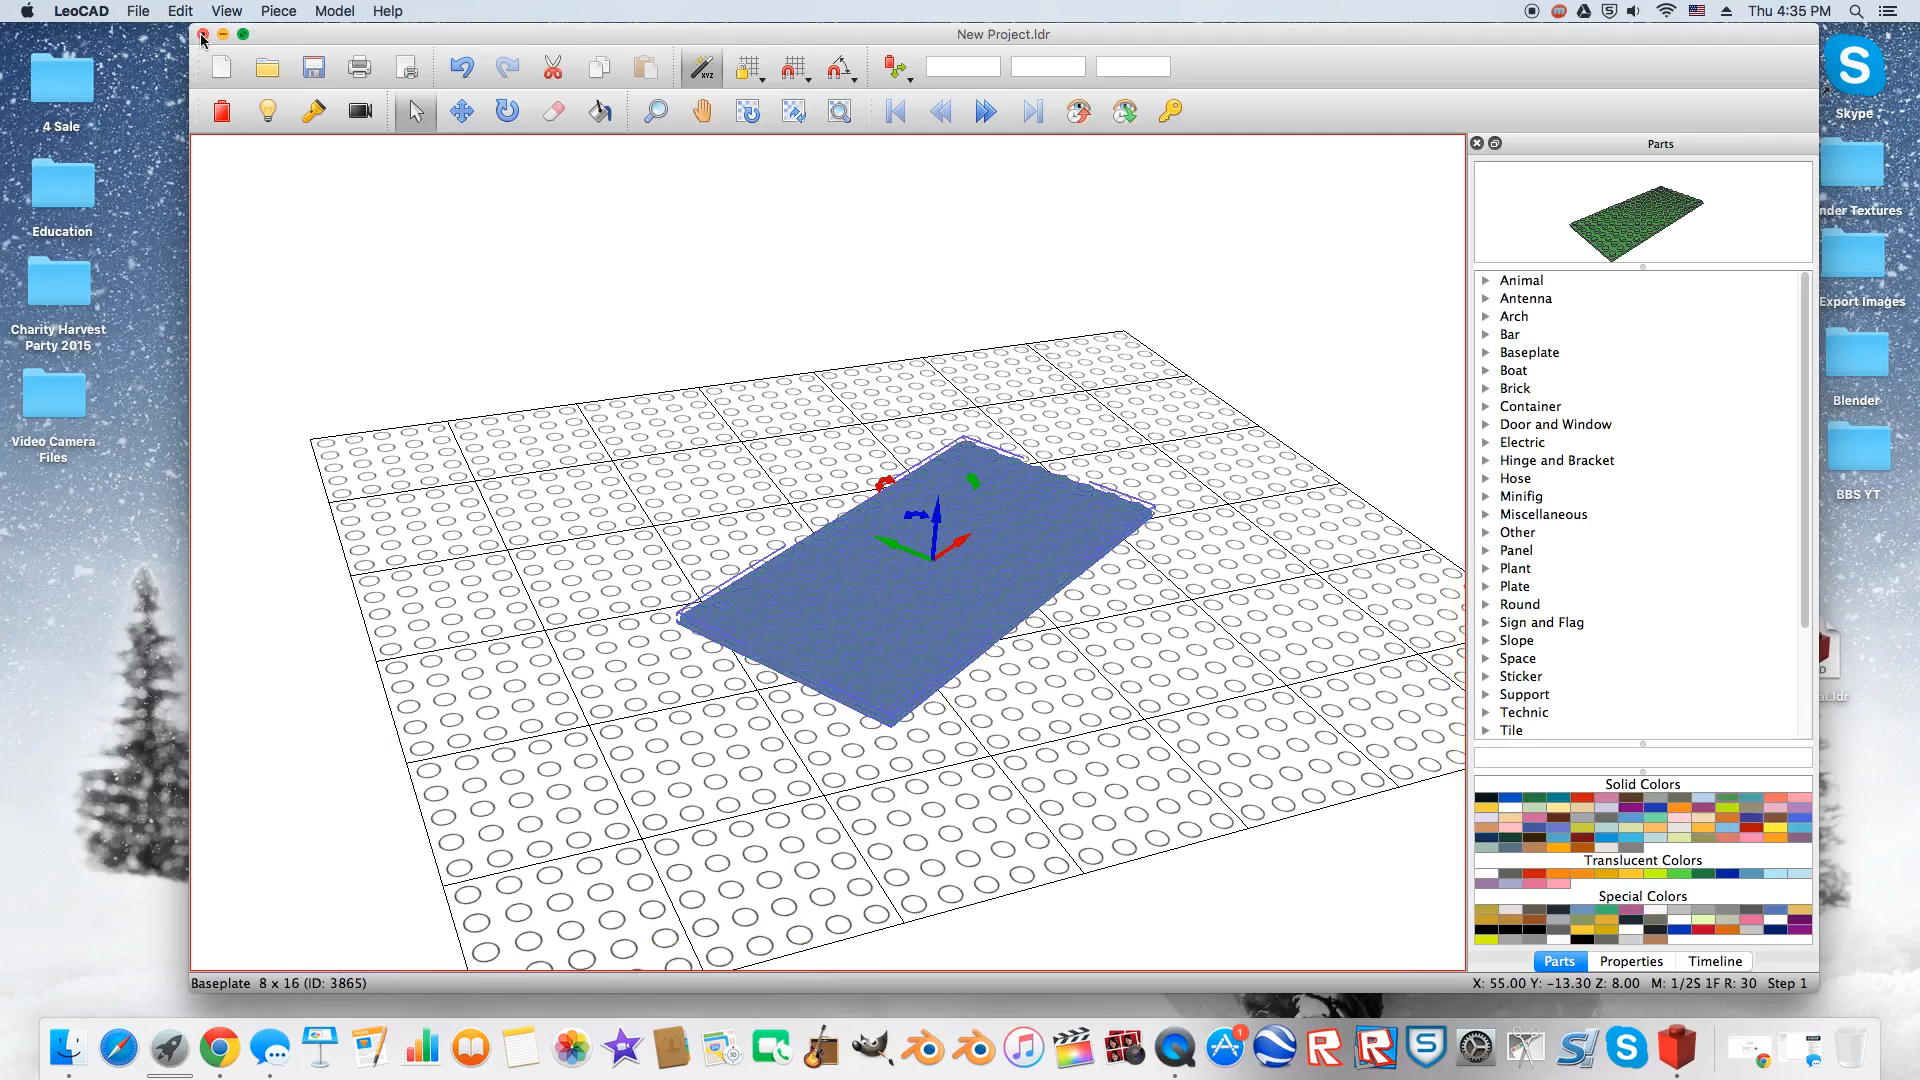 LeoCAD File Edit View Piece Model Help
Thu 4:35 PM
New Project.ldr
4 Sale
Education
Charity Harvest
Party 2015
Video Camera
Files
Skype
nder Textures
Export Images
Blender
BBS YT
Parts
Animal
Antenna
Arch
Bar
Baseplate
Boat
Brick
Container
Door and Window
Electric
Hinge and Bracket
Hose
Minifig
Miscellaneous
Other
Panel
Plant
Plate
Round
Sign and Flag
Slope
Space
Sticker
Support
Technic
Tile
Solid Colors
Translucent Colors
Special Colors
Parts Properties Timeline
Baseplate 8 x 16 (ID: 3865)
X: 55.00 Y: -13.30 Z: 8.00 M: 1/2S 1F R: 30 Step 1